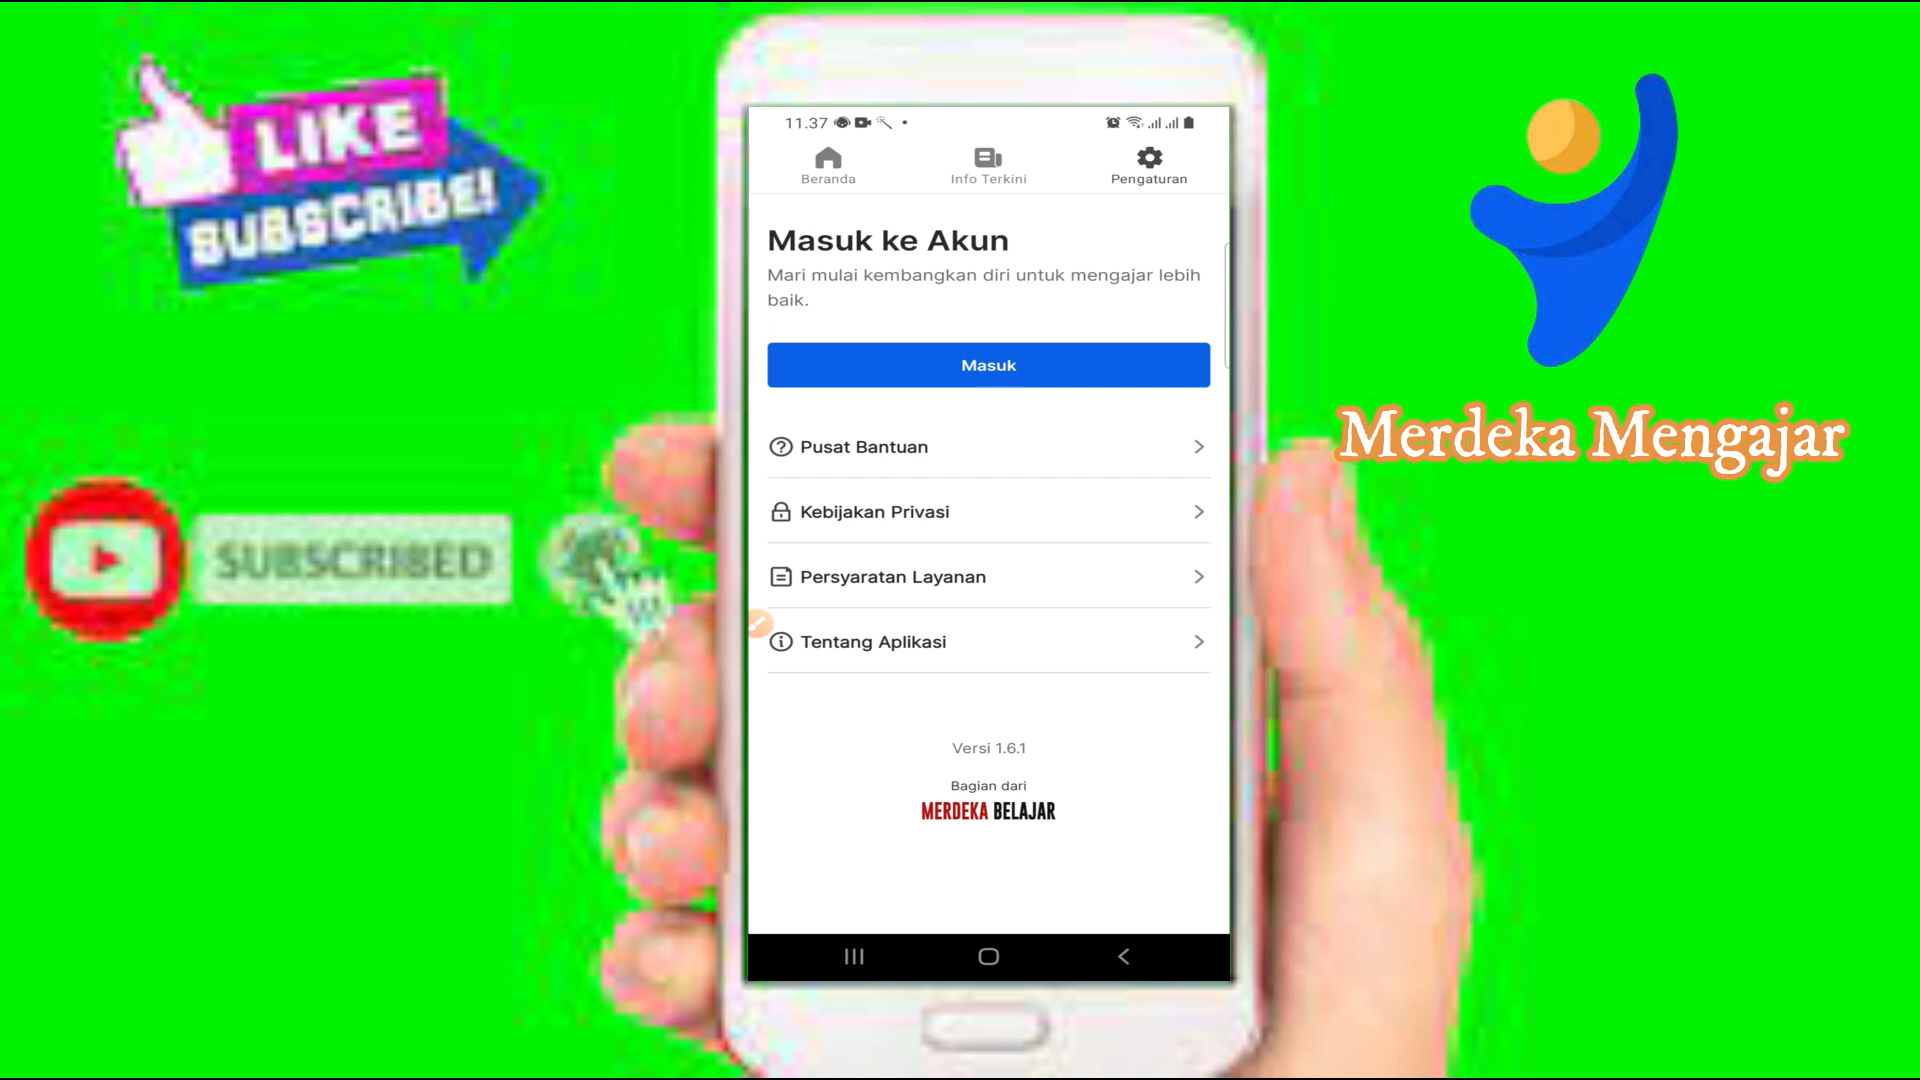 LIKE
SUBSCRIBE!
SUBSCRIBED
11.37
Beranda
Info Terkini
Pengaturan
Masuk ke Akun
Mari mulai kembangkan diri untuk mengajar lebih
baik.
Masuk
Pusat Bantuan
Kebijakan Privasi
Persyaratan Layanan
Tentang Aplikasi
Versi 1.6.1
Bagian dari
MERDEKA BELAJAR
Merdeka Mengajar